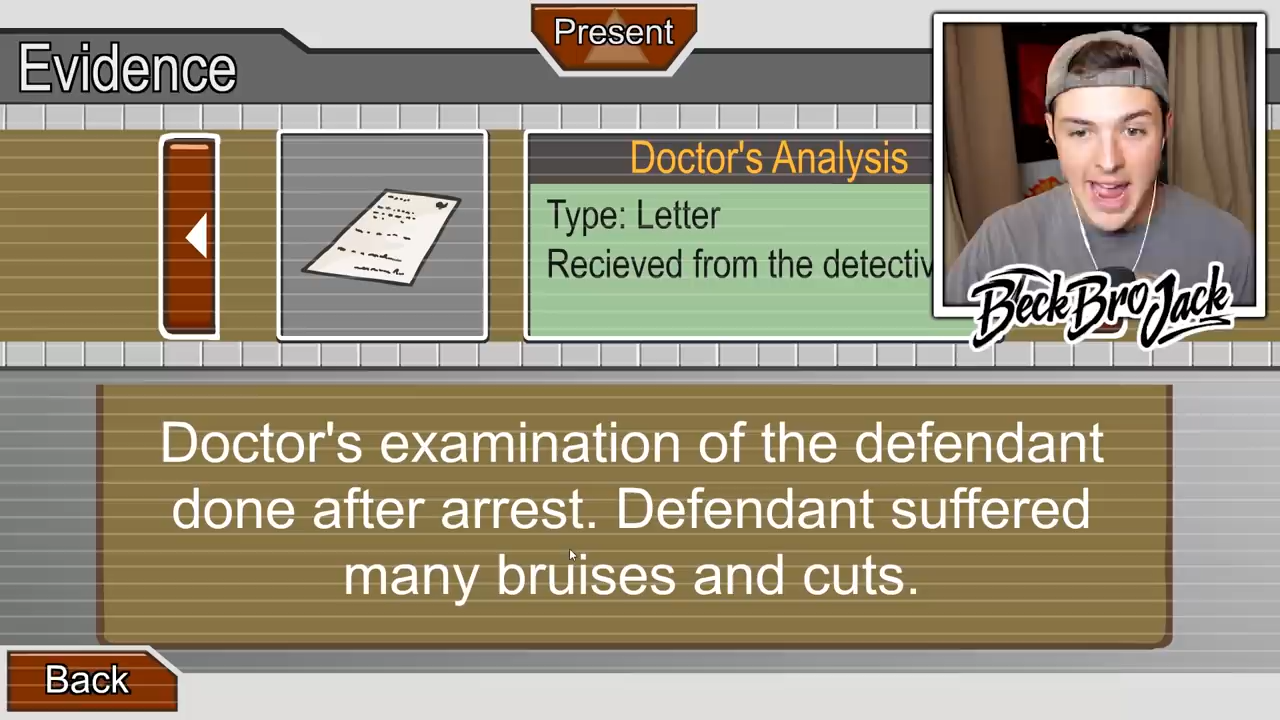 Present
Evidence
Doctor's Analysis
Type: Letter
Recieved from the detectiv
BeckBroJack
Doctor's examination of the defendant
done after arrest. Defendant suffered
many bruises and cuts.
Back